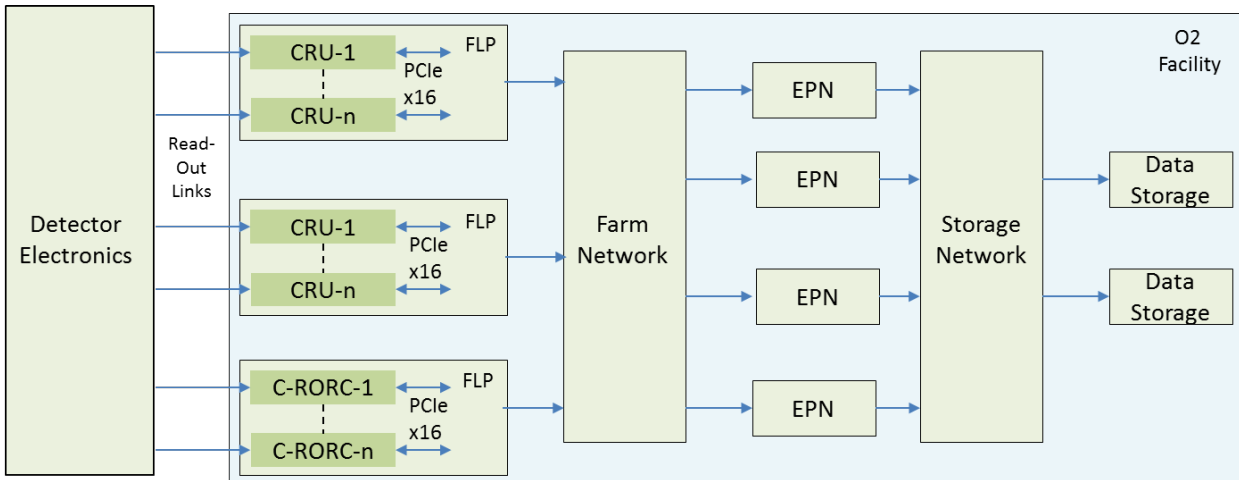 Detector
Electronics
Read-
Out
Links
CRU-1
CRU-n
PCIe
x16
FLP
CRU-1
CRU-n
PCIe
x16
FLP
C-RORC-1
C-RORC-n
PCIe
x16
FLP
Farm
Network
EPN
EPN
EPN
EPN
Storage
Network
O2
Facility
Data
Storage
Data
Storage